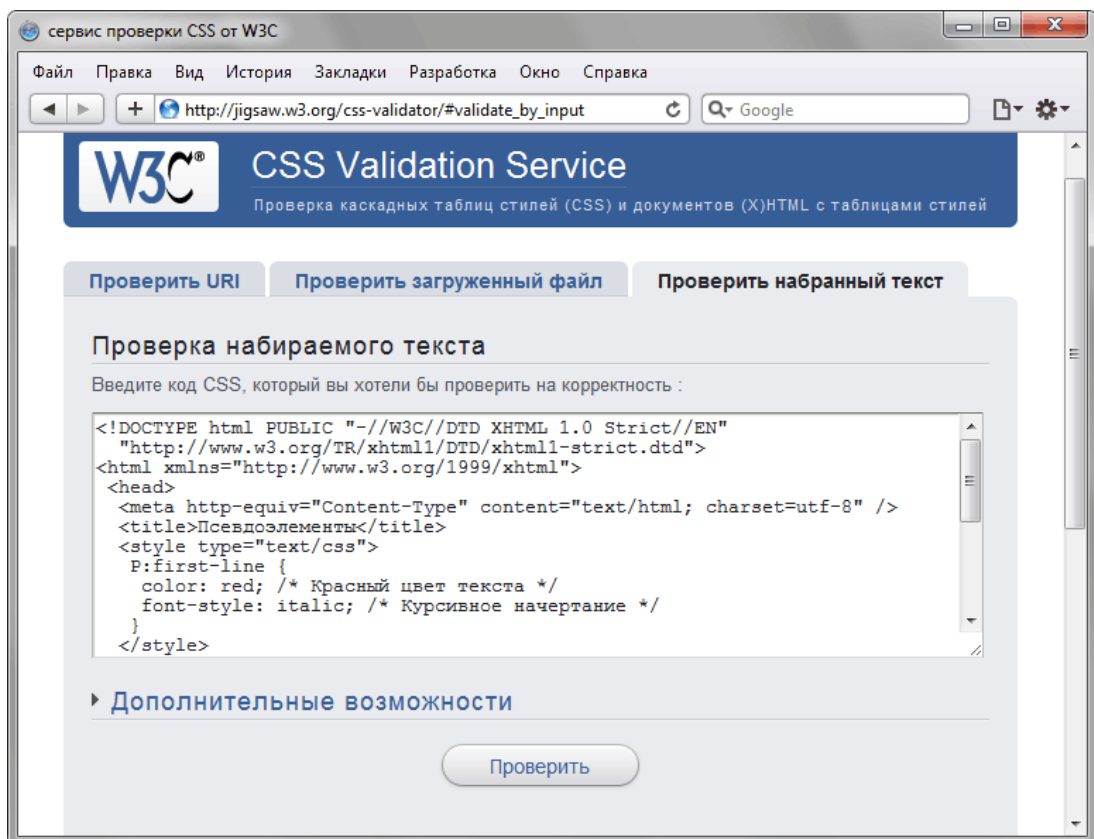 сервис проверки CSS от W3C
Файл Правка Вид История Закладки Разработка Окно Справка
http://jigsaw.w3.org/css-validator/#validate_by_input Google
W3C® CSS Validation Service
Проверка каскадных таблиц стилей (CSS) и документов (X)HTML с таблицами стилей
Проверить URI Проверить загруженный файл Проверить набранный текст
Проверка набираемого текста
Введите код CSS, который вы хотели бы проверить на корректность :
<!DOCTYPE html PUBLIC "-//W3C//DTD XHTML 1.0 Strict//EN"
"http://www.w3.org/TR/xhtml1/DTD/xhtml1-strict.dtd">
<html xmlns="http://www.w3.org/1999/xhtml">
<head>
<meta http-equiv="Content-Type" content="text/html; charset=utf-8" />
<title>Псевдоэлементы</title>
<style type="text/css">
P:first-line {
color: red; /* Красный цвет текста */
font-style: italic; /* Курсивное начертание */
}
</style>
Дополнительные возможности
Проверить